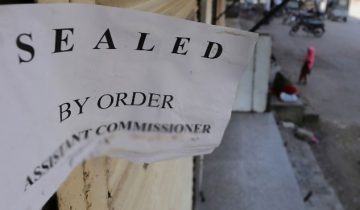 SEALED
BY ORDER
ASSISTANT COMMISSIONER